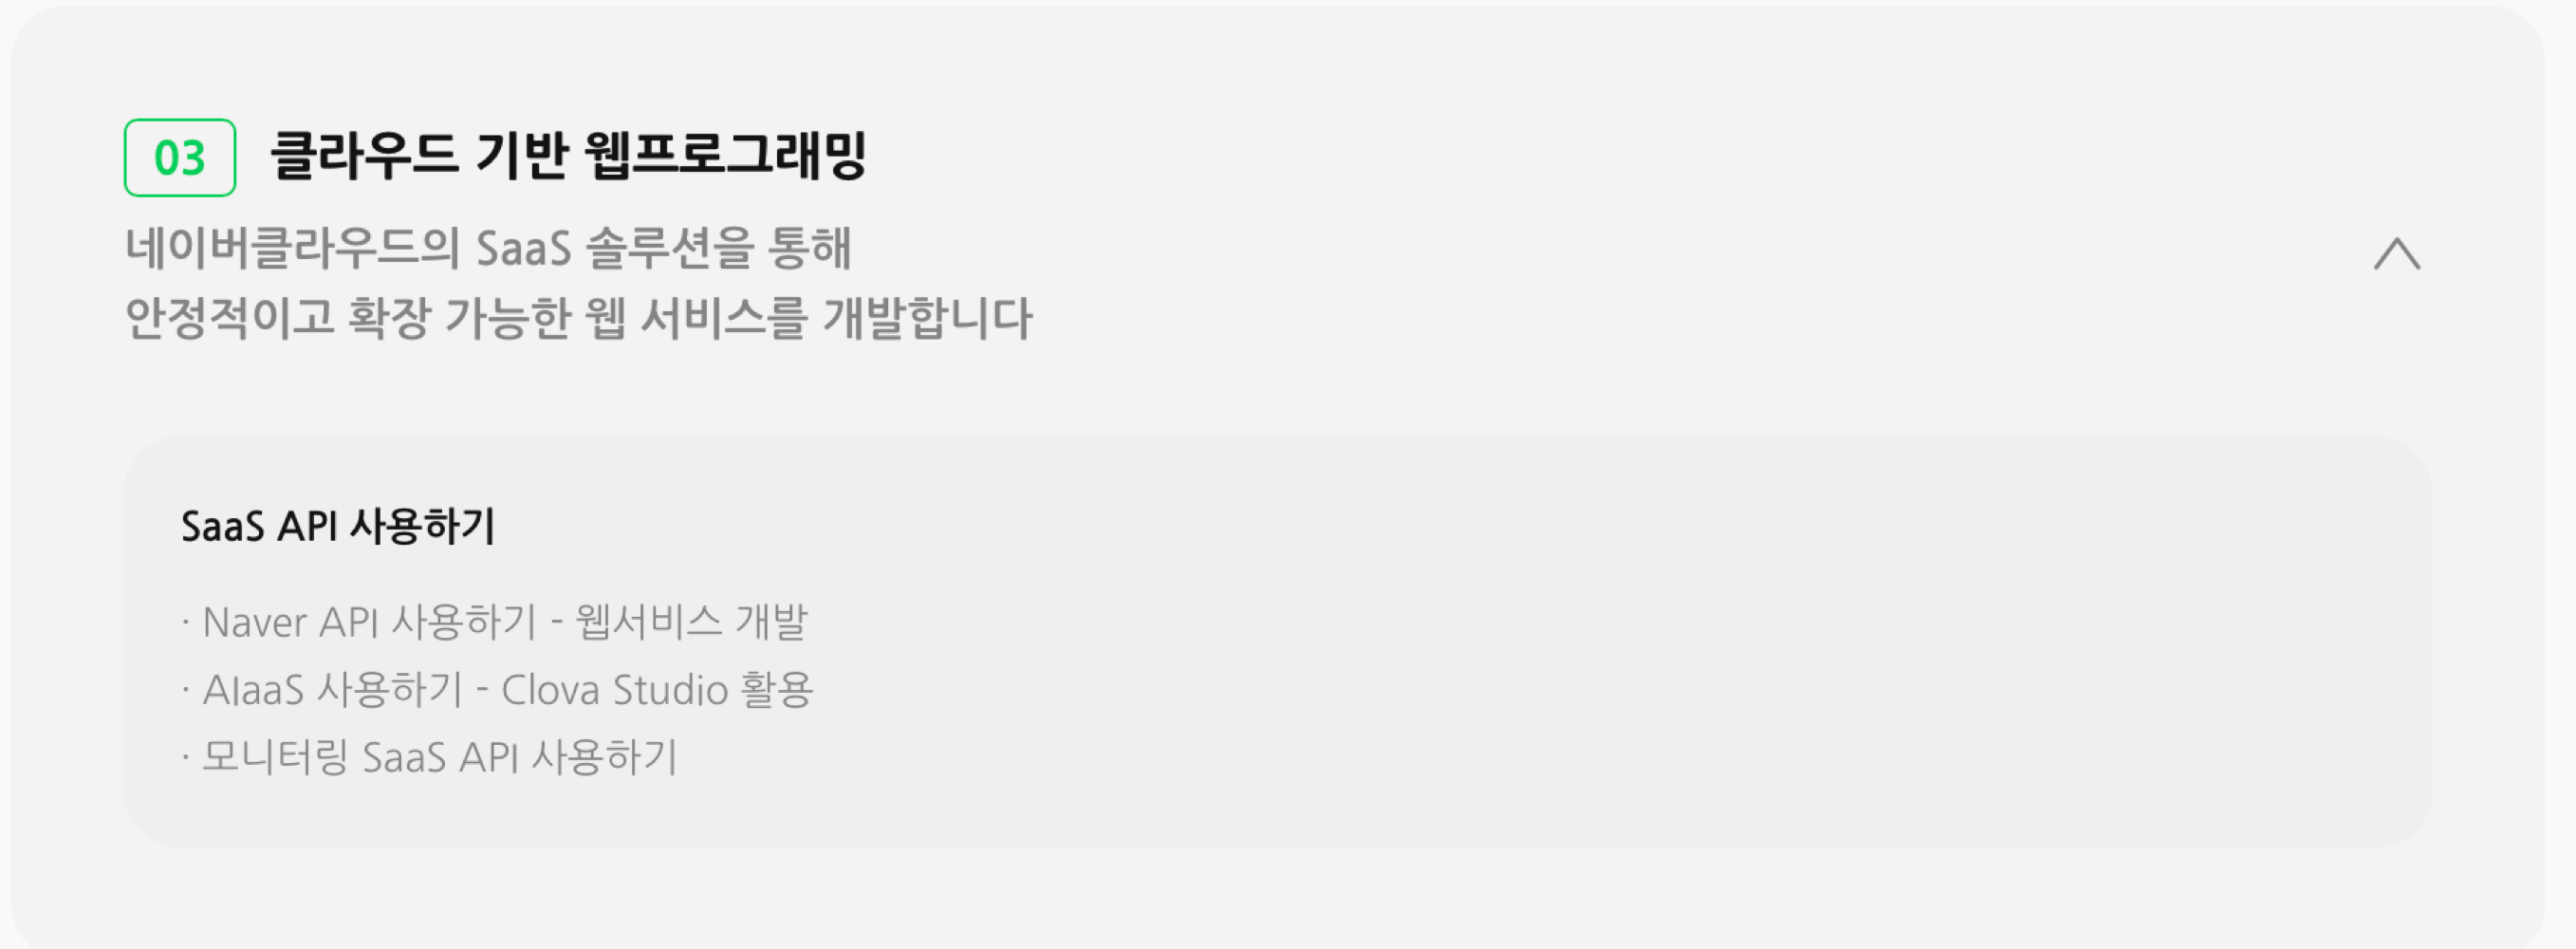 03 클라우드 기반 웹프로그래밍
네이버클라우드의 SaaS 솔루션을 통해
안정적이고 확장 가능한 웹 서비스를 개발합니다
SaaS API 사용하기
· Naver API 사용하기 - 웹서비스 개발
· AIaaS 사용하기 - Clova Studio 활용
· 모니터링 SaaS API 사용하기